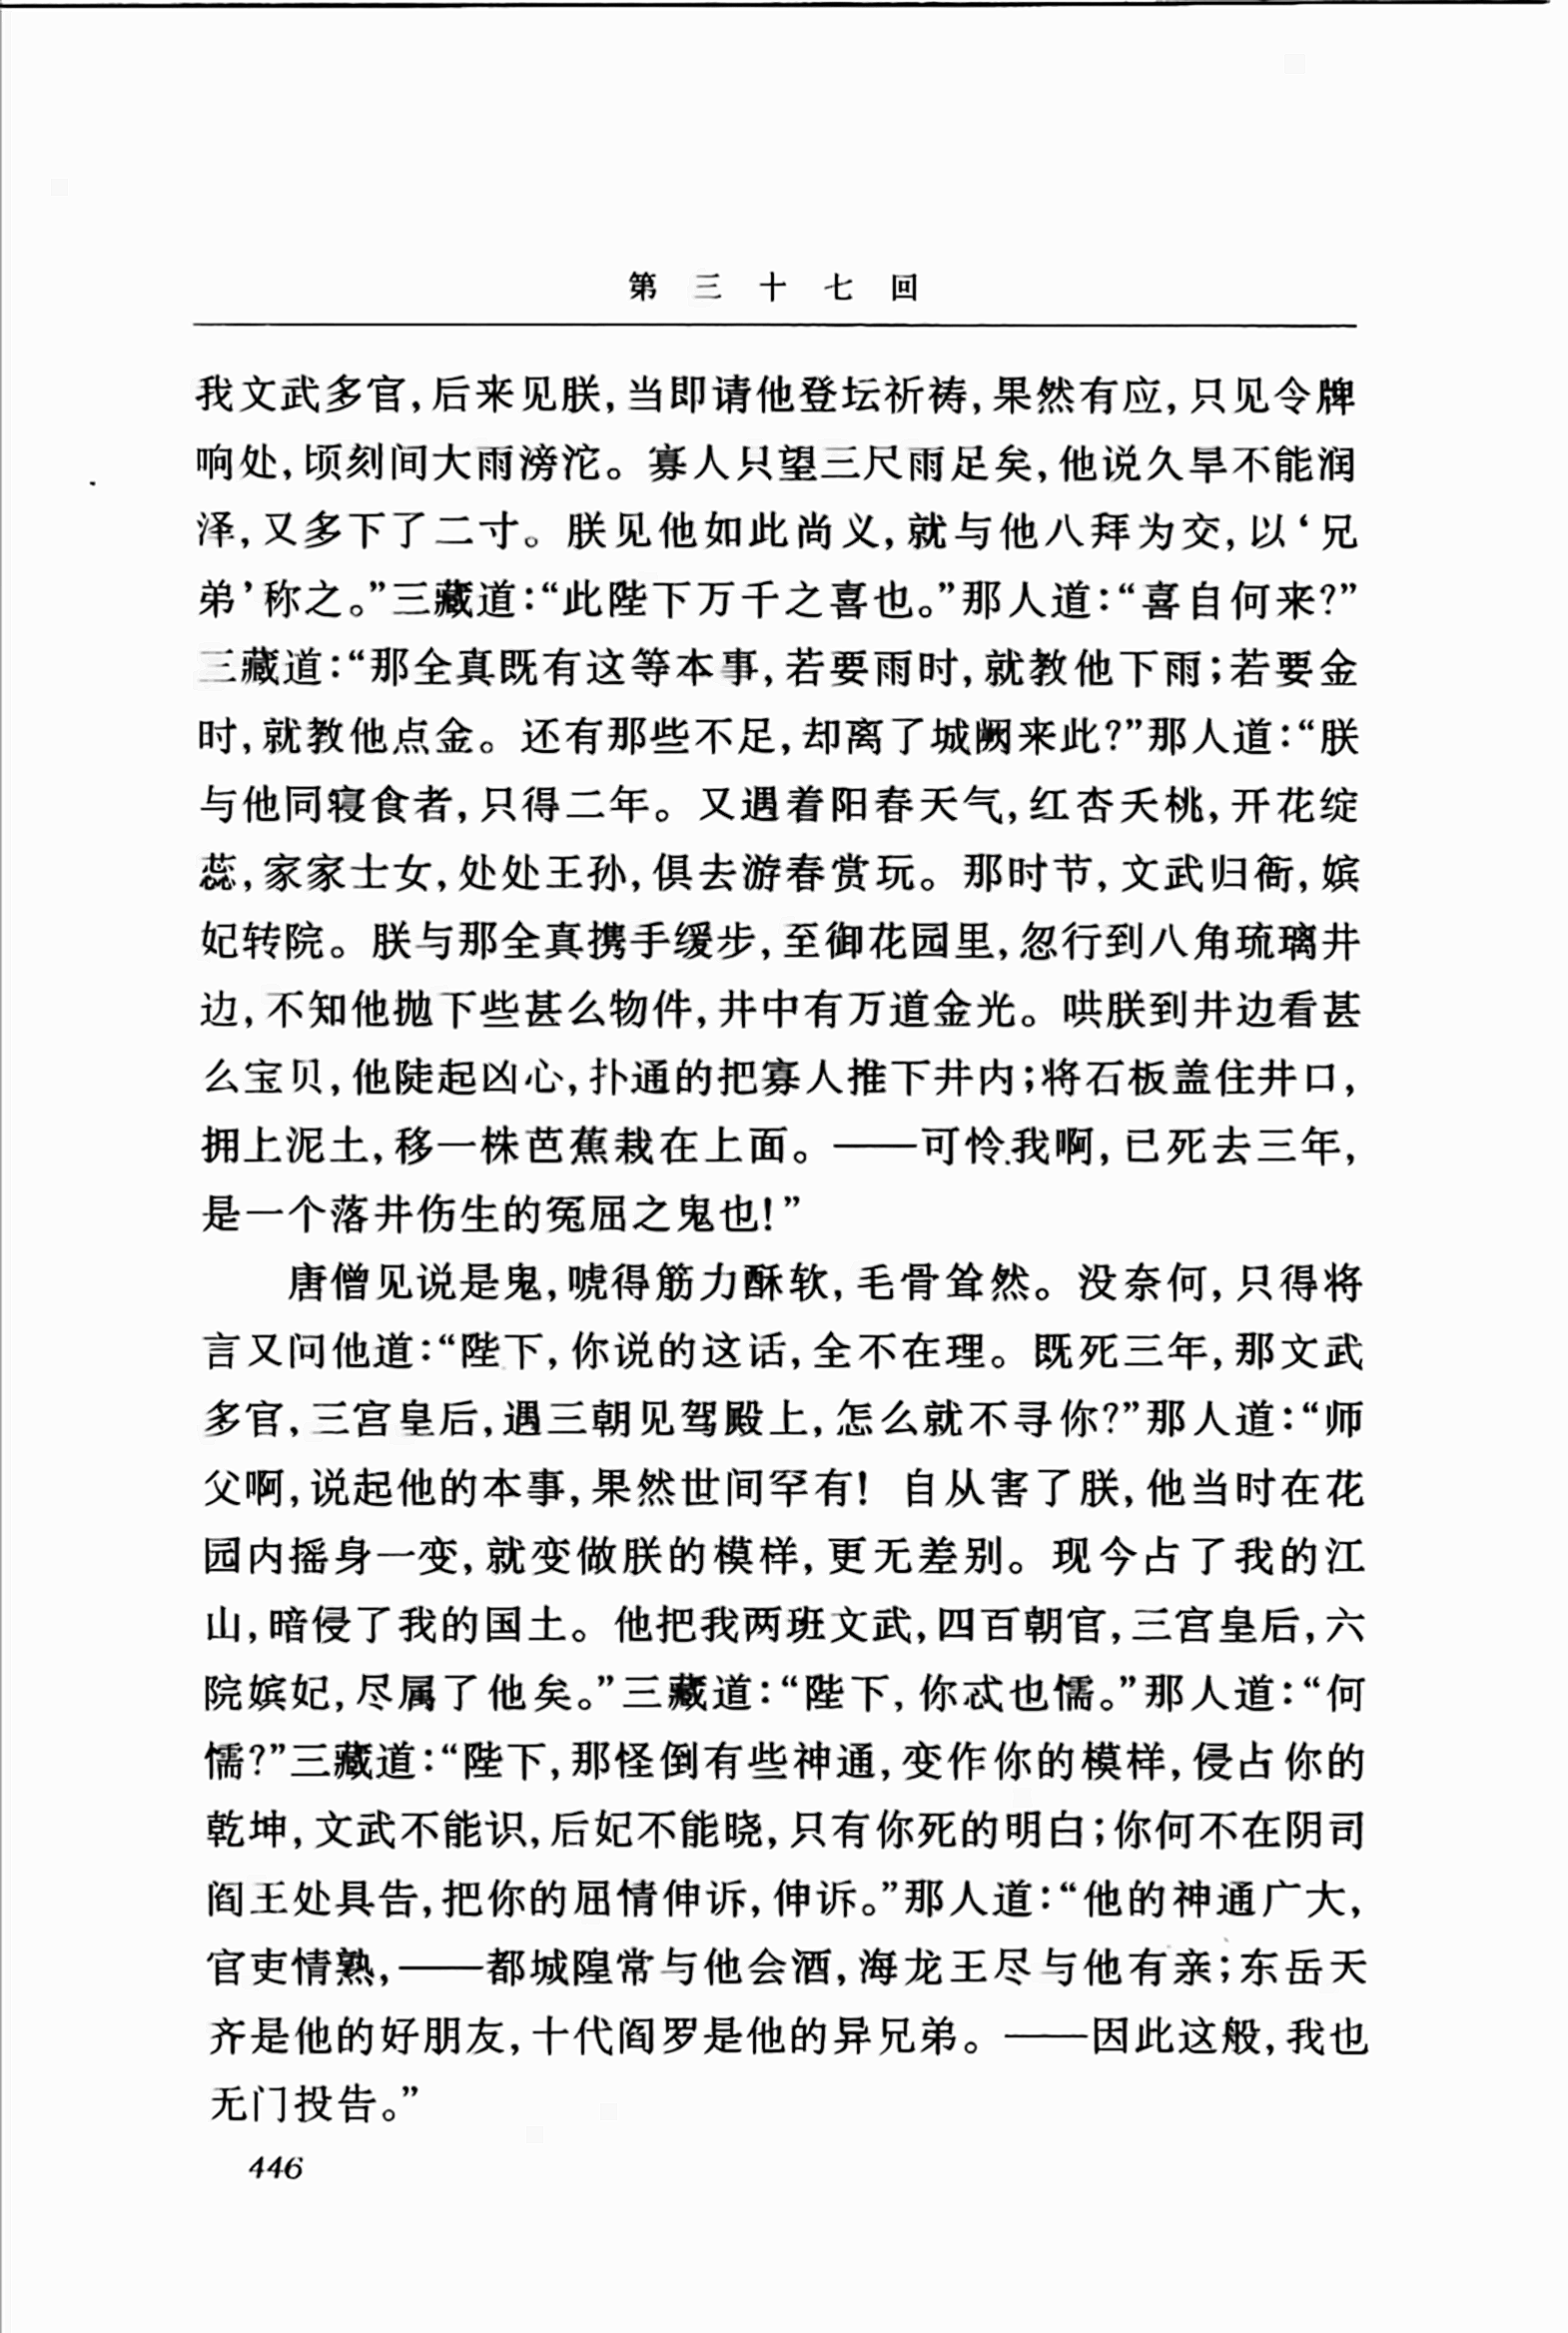 第三十七回
我文武多官,后来见朕,当即请他登坛祈祷,果然有应,只见令牌
响处,顷刻间大雨滂沱。寡人只望三尺雨足矣,他说久旱不能润
泽,又多下了二寸。朕见他如此尚义,就与他八拜为交,以‘兄
弟’称之。”三藏道:“此陛下万千之喜也。”那人道:“喜自何来?”
三藏道:“那全真既有这等本事,若要雨时,就教他下雨;若要金
时,就教他点金。还有那些不足,却离了城阙来此?”那人道:“朕
与他同寝食者,只得二年。又遇着阳春天气,红杏夭桃,开花绽
蕊,家家士女,处处王孙,俱去游春赏玩。那时节,文武归衙,嫔
妃转院。朕与那全真携手缓步,至御花园里,忽行到八角琉璃井
边,不知他抛下些甚么物件,井中有万道金光。哄朕到井边看甚
么宝贝,他陡起凶心,扑通的把寡人推下井内;将石板盖住井口,
拥上泥土,移一株芭蕉栽在上面。——可怜我啊,已死去三年,
是一个落井伤生的冤屈之鬼也!”
唐僧见说是鬼,唬得筋力酥软,毛骨耸然。没奈何,只得将
言又问他道:“陛下,你说的这话,全不在理。既死三年,那文武
多官,三宫皇后,遇三朝见驾殿上,怎么就不寻你?”那人道:“师
父啊,说起他的本事,果然世间罕有! 自从害了朕,他当时在花
园内摇身一变,就变做朕的模样,更无差别。现今占了我的江
山,暗侵了我的国土。他把我两班文武,四百朝官,三宫皇后,六
院嫔妃,尽属了他矣。”三藏道:“陛下,你忒也懦。”那人道:“何
懦?”三藏道:“陛下,那怪倒有些神通,变作你的模样,侵占你的
乾坤,文武不能识,后妃不能晓,只有你死的明白;你何不在阴司
阎王处具告,把你的屈情伸诉,伸诉。”那人道:“他的神通广大,
官吏情熟,——都城隍常与他会酒,海龙王尽与他有亲;东岳天
齐是他的好朋友,十代阎罗是他的异兄弟。——因此这般,我也
无门投告。”
446